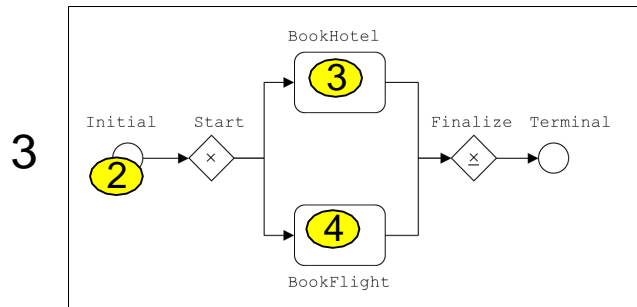 BookHotel
3
Initial
Start
Finalize
Terminal
3
2
×
×
4
BookFlight